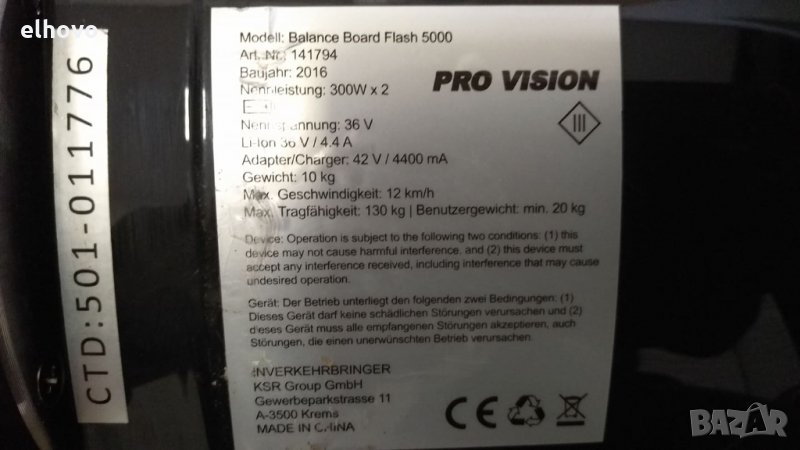 elhovo
CTD:501-011776
Modell: Balance Board Flash 5000
Art. Nr.: 141794
Baujahr: 2016
Nennleistung: 300W x 2
PRO VISION
III
Nennspannung: 36 V
Li-Ion 36 V / 4.4 A
Adapter/Charger: 42 V / 4400 mA
Gewicht: 10 kg
Max. Geschwindigkeit: 12 km/h
Max. Tragfähigkeit: 130 kg | Benutzergewicht: min. 20 kg
Device: Operation is subject to the following two conditions: (1) this
device may not cause harmful interference, and (2) this device must
accept any interference received, including interference that may cause
undesired operation.
Gerät: Der Betrieb unterliegt den folgenden zwei Bedingungen: (1)
Dieses Gerät darf keine schädlichen Störungen verursachen und (2)
dieses Gerät muss alle empfangenen Störungen akzeptieren, auch
Störungen, die einen unerwünschten Betrieb verursachen.
INVERKEHRBRINGER
KSR Group GmbH
Gewerbeparkstrasse 11
A-3500 Krems
MADE IN CHINA
CE
BAZAR